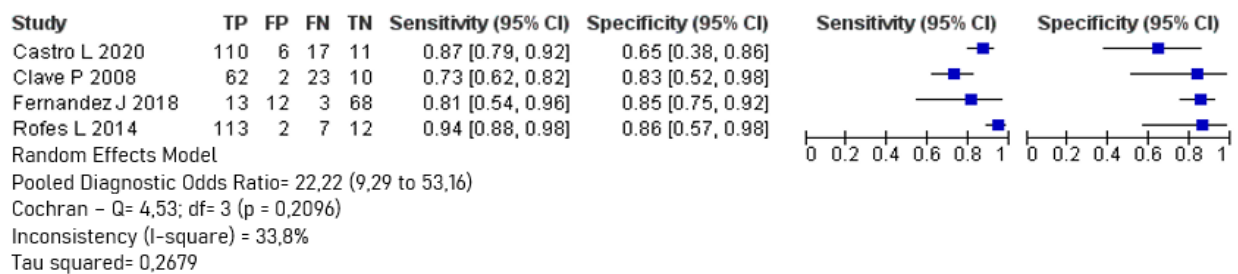 Study TP FP FN TN Sensitivity (95% CI) Specificity (95% CI) Sensitivity (95% CI) Specificity (95% CI)
Castro L 2020 110 6 17 11 0.87 [0.79, 0.92] 0.65 [0.38, 0.86]
Clave P 2008 62 2 23 10 0.73 [0.62, 0.82] 0.83 [0.52, 0.98]
Fernandez J 2018 13 12 3 68 0.81 [0.54, 0.96] 0.85 [0.75, 0.92]
Rofes L 2014 113 2 7 12 0.94 [0.88, 0.98] 0.86 [0.57, 0.98]
0 0.2 0.4 0.6 0.8 1 0 0.2 0.4 0.6 0.8 1
Random Effects Model
Pooled Diagnostic Odds Ratio= 22,22 (9,29 to 53,16)
Cochran – Q= 4,53; df= 3 (p = 0,2096)
Inconsistency (I-square) = 33,8%
Tau squared= 0,2679